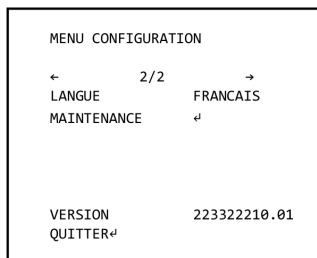 MENU CONFIGURATION
← 2/2 →
LANGUE FRANCAIS
MAINTENANCE ↵
VERSION 223322210.01
QUITTER↵